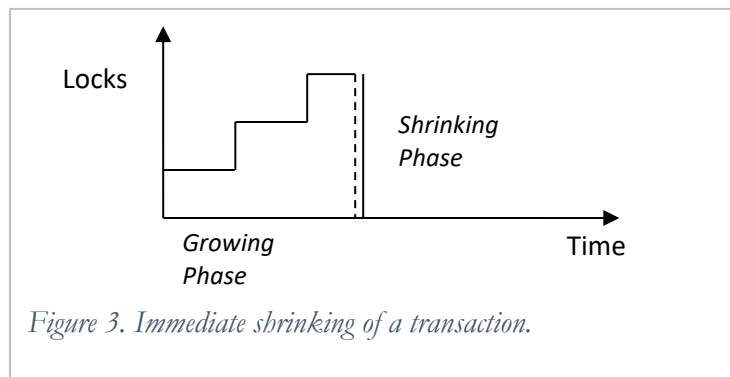 Locks
Shrinking
Phase
Growing
Phase
Time
Figure 3. Immediate shrinking of a transaction.